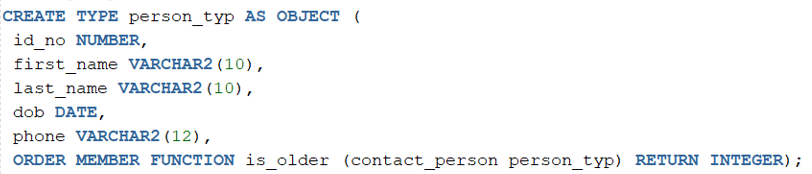 CREATE TYPE person_typ AS OBJECT (
id_no NUMBER,
first_name VARCHAR2(10),
last_name VARCHAR2(10),
dob DATE,
phone VARCHAR2(12),
ORDER MEMBER FUNCTION is_older (contact_person person_typ) RETURN INTEGER);